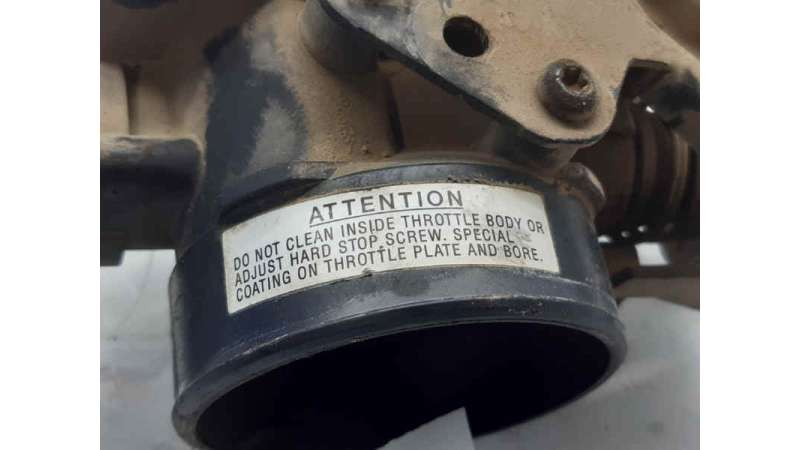 ATTENTION
DO NOT CLEAN INSIDE THROTTLE BODY OR
ADJUST HARD STOP SCREW. SPECIAL
COATING ON THROTTLE PLATE AND BORE.